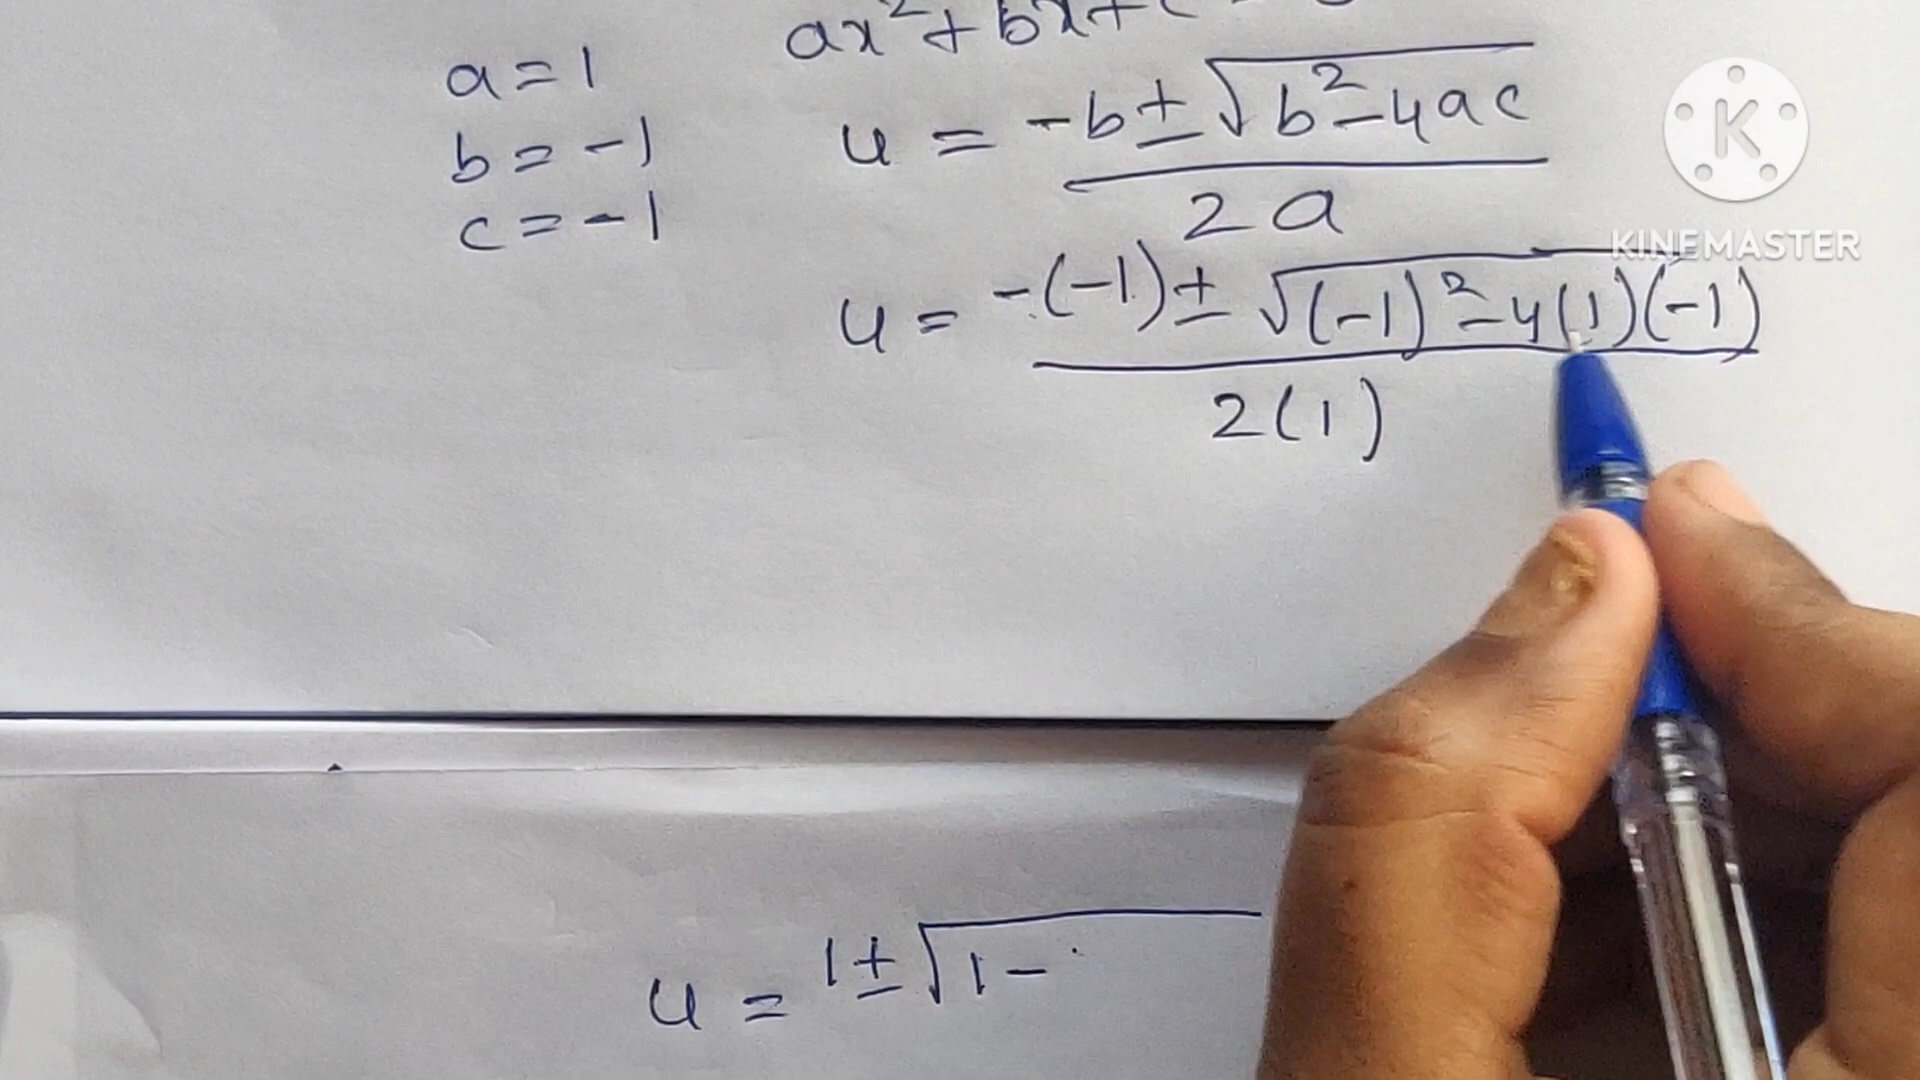 ax² + bx + c
a = 1
b = -1
c = -1
u = (-b ± √(b² - 4ac)) / 2a
u = (-(-1) ± √((-1)² - 4(1)(-1))) / 2(1)
u = 1 ± √1 -
K
KINEMASTER